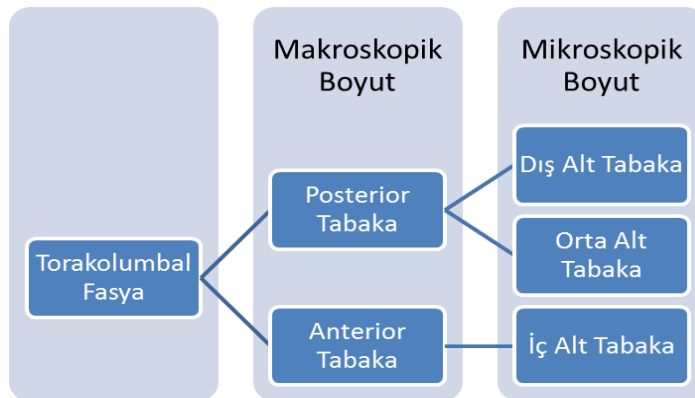 Makroskopik
Boyut
Mikroskopik
Boyut
Torakolumbal
Fasya
Posterior
Tabaka
Anterior
Tabaka
Dış Alt Tabaka
Orta Alt
Tabaka
İç Alt Tabaka